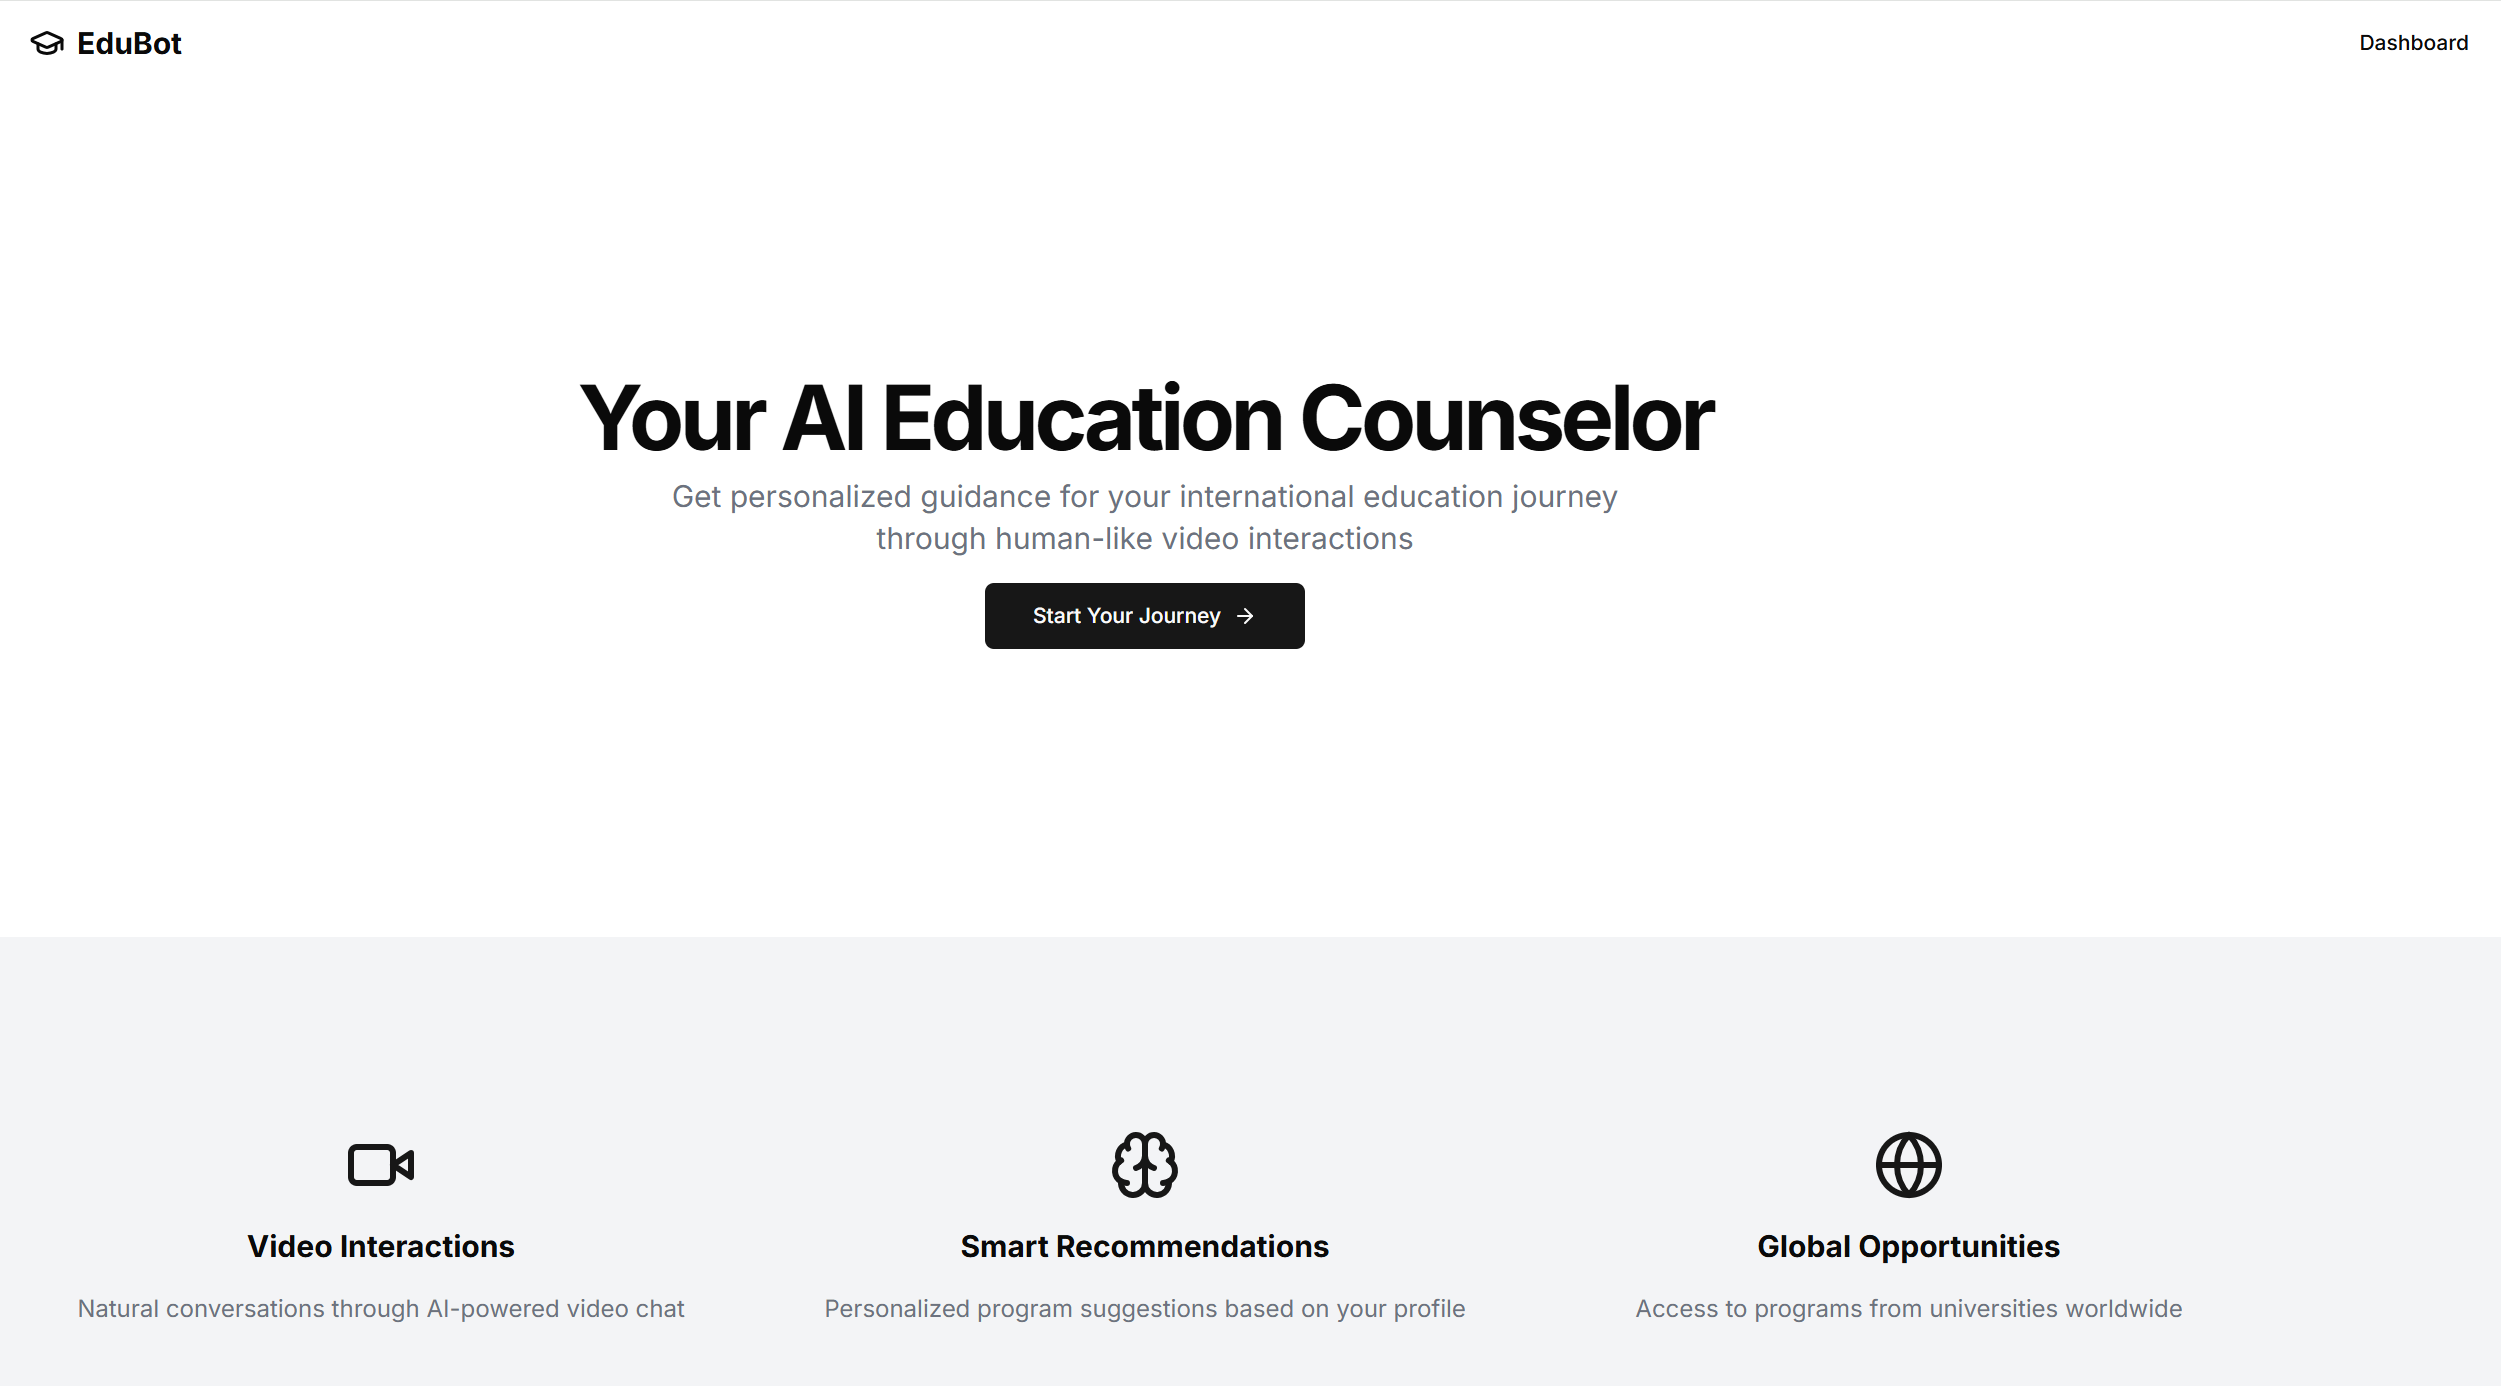 EduBot
Dashboard
Your AI Education Counselor
Get personalized guidance for your international education journey
through human-like video interactions
Start Your Journey
Video Interactions
Natural conversations through AI-powered video chat
Smart Recommendations
Personalized program suggestions based on your profile
Global Opportunities
Access to programs from universities worldwide